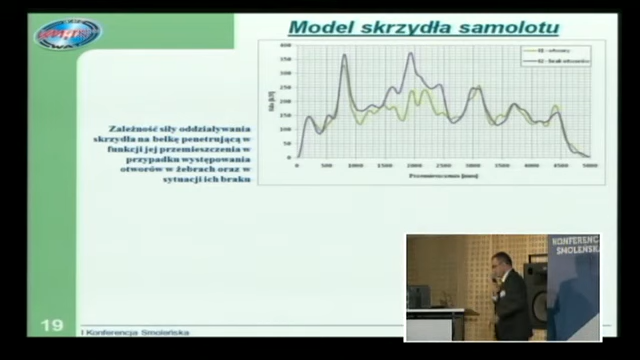 Model skrzydła samolotu
400
350
300
250
200
150
100
50
0
0 500 1000 1500 2000 2500 3000 3500 4000 4500 5000
Przemieszczenie [mm]
Zależność siły oddziaływania
skrzydła na belkę penetrującą w
funkcji jej przemieszczenia w
przypadku występowania
otworów w żebrach oraz w
sytuacji ich braku
KONFERENCJA
SMOLEŃSKA
19
I Konferencja Smoleńska